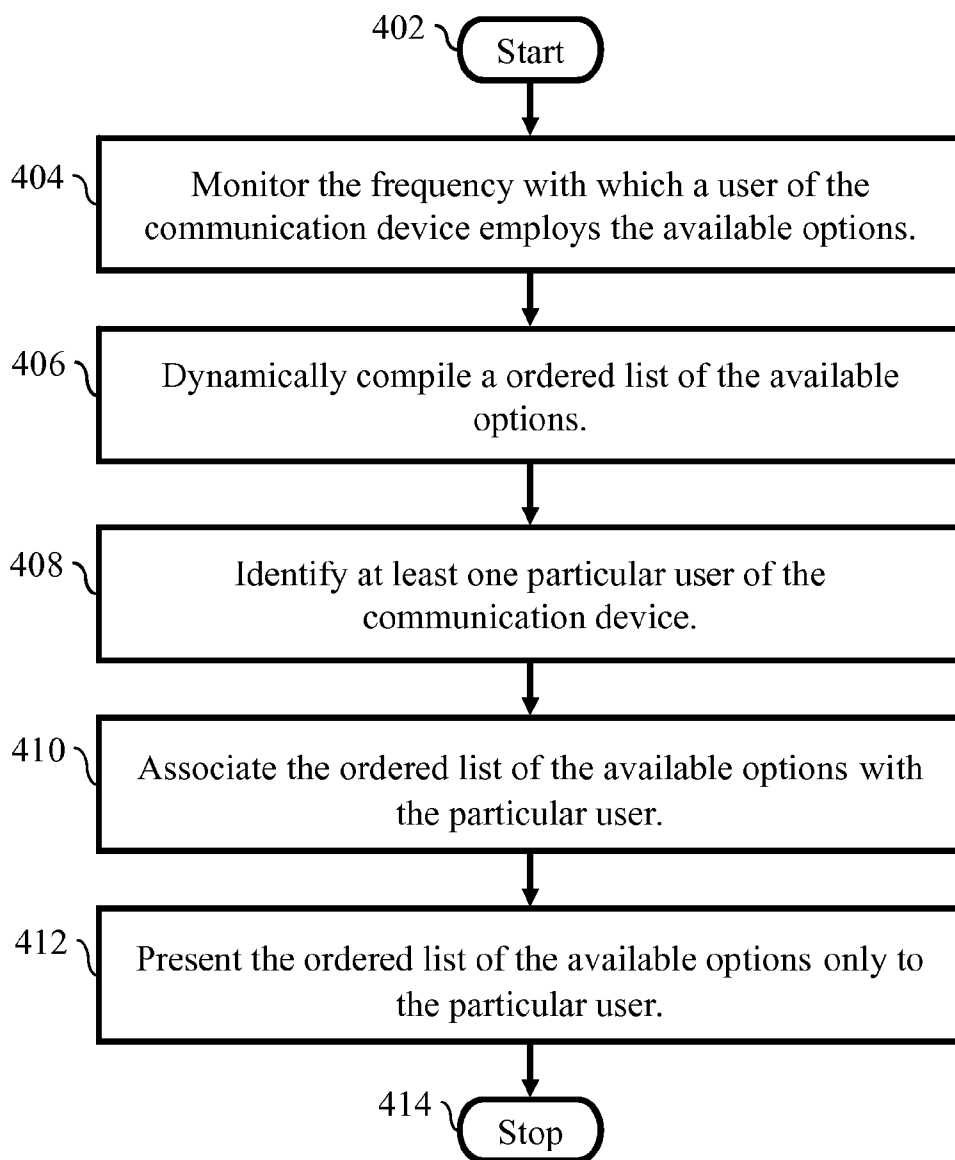 402
Start
404
Monitor the frequency with which a user of the
communication device employs the available options.
406
Dynamically compile a ordered list of the available
options.
408
Identify at least one particular user of the
communication device.
410
Associate the ordered list of the available options with
the particular user.
412
Present the ordered list of the available options only to
the particular user.
414
Stop